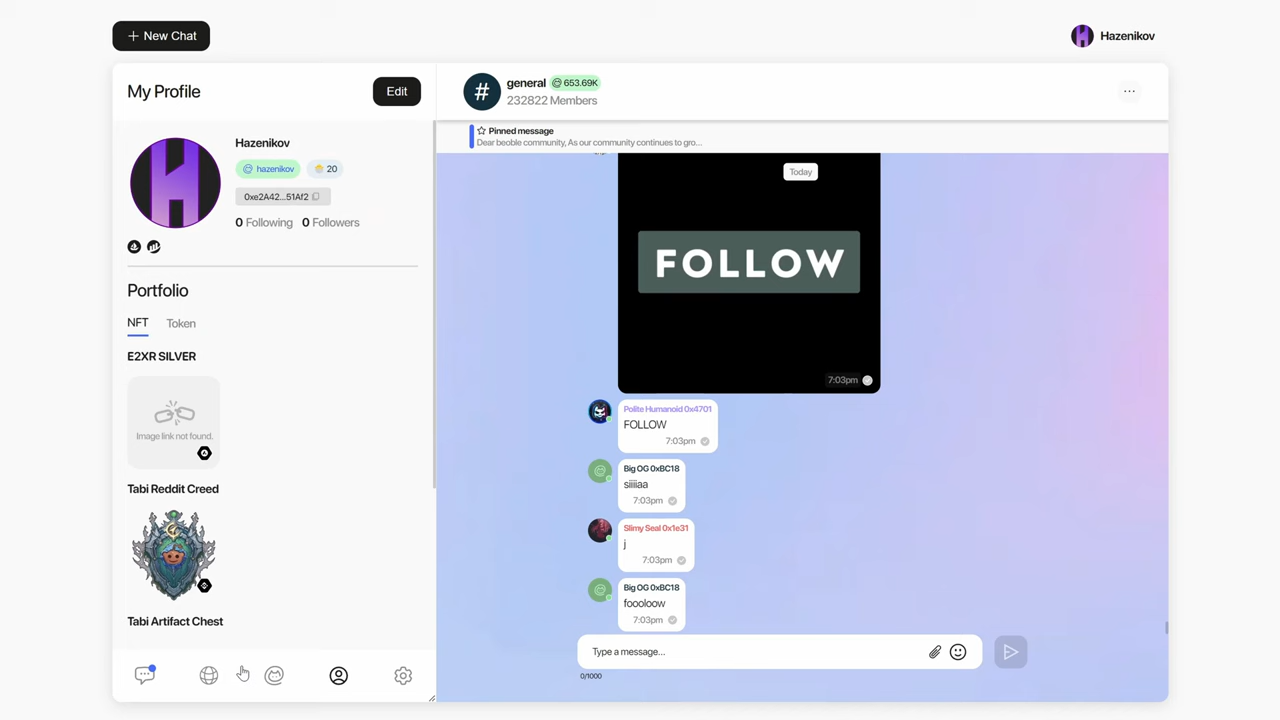 New Chat
Hazenikov
My Profile
Edit
Hazenikov
hazenikov
20
0xe2A42...51Af2
0 Following 0 Followers
Portfolio
NFT Token
E2XR SILVER
Image link not found.
Tabi Reddit Creed
Tabi Artifact Chest
# general 653.69K
232822 Members
...
Pinned message
Dear beoble community, As our community continues to gro...
Today
FOLLOW
7:03pm
Polite Humanoid 0x4701
FOLLOW
7:03pm
Big OG 0xBC18
siiiiaa
7:03pm
Slimy Seal 0x1e31
j
7:03pm
Big OG 0xBC18
foooloow
7:03pm
Type a message...
0/1000